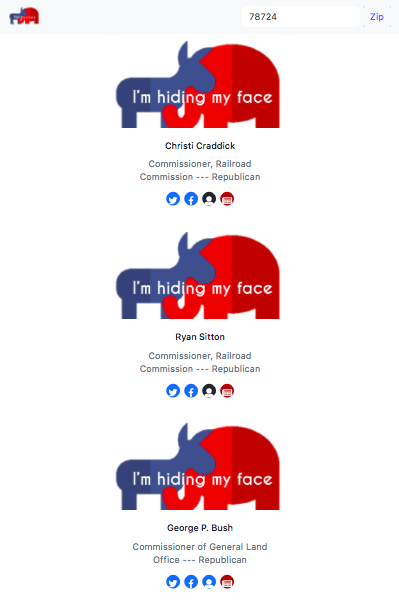 78724
Zip
I'm hiding my face
Christi Craddick
Commissioner, Railroad
Commission --- Republican
I'm hiding my face
Ryan Sitton
Commissioner, Railroad
Commission --- Republican
I'm hiding my face
George P. Bush
Commissioner of General Land
Office --- Republican